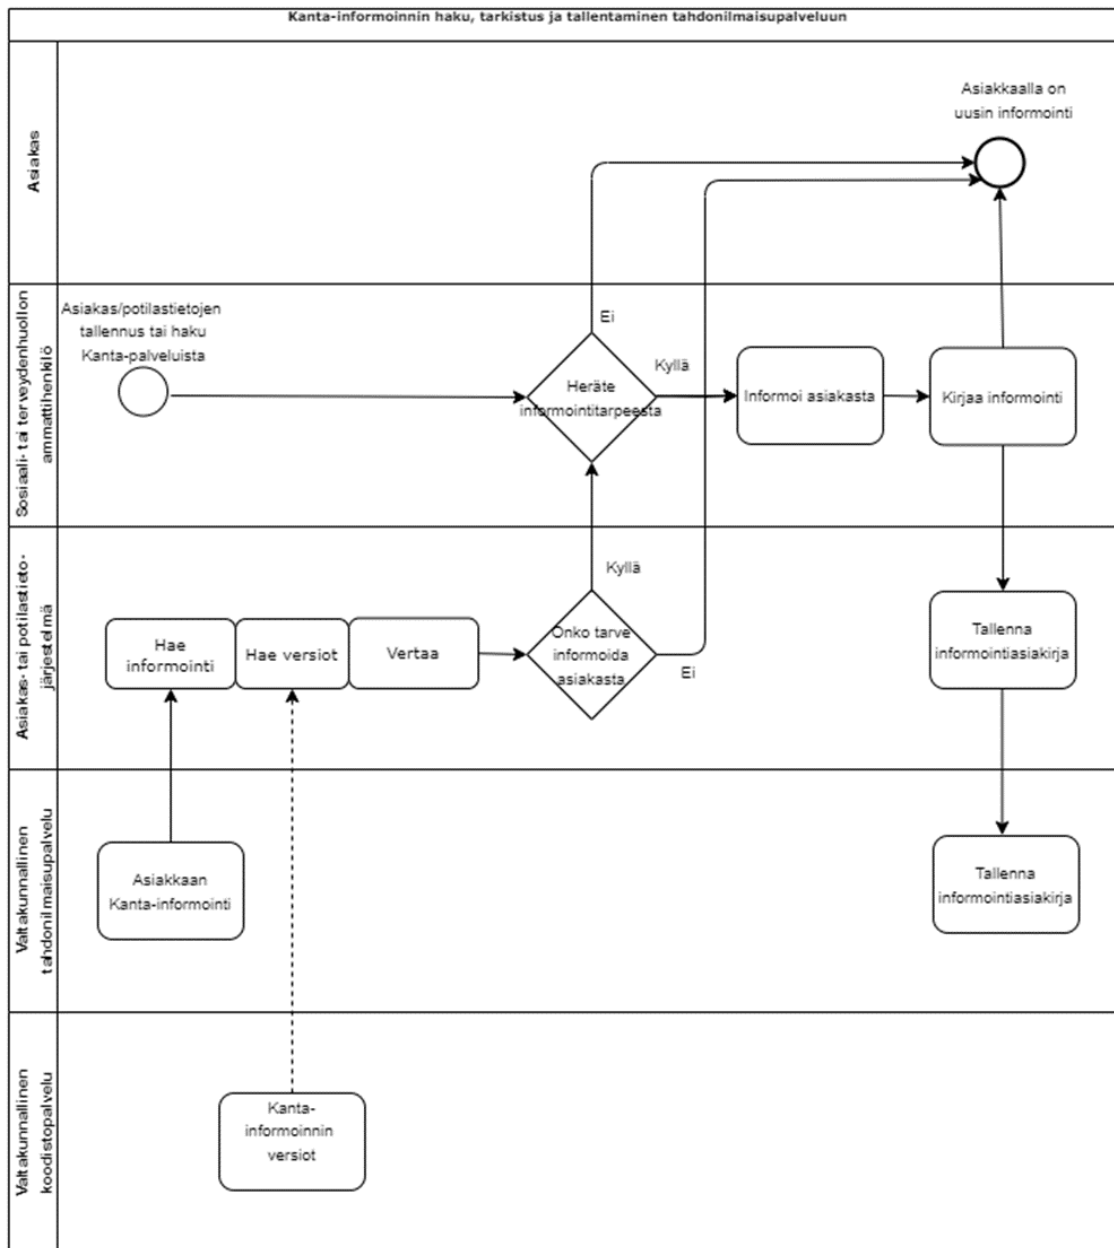 Kanta-informoinnin haku, tarkistus ja tallentaminen tahdonilmaisupalveluun
Asiakas
Asiakkaalla on
uusin informointi
Sosiaali- tai terveydenhuollon
ammattihenkilö
Asiakas/potilastietojen
tallennus tai haku
Kanta-palveluista
Ei
Kyllä
Heräte
informointitarpeesta
Informoi asiakasta
Kirjaa informointi
Asiakas- tai potilastieto-
järjestelmä
Kyllä
Hae
informointi
Hae versiot
Vertaa
Onko tarve
informoida
asiakasta
Ei
Tallenna
informointiasiakirja
Valtakunnallinen
tahdonilmaisupalvelu
Asiakkaan
Kanta-informointi
Tallenna
informointiasiakirja
Valtakunnallinen
koodistopalvelu
Kanta-
informoinnin
versiot